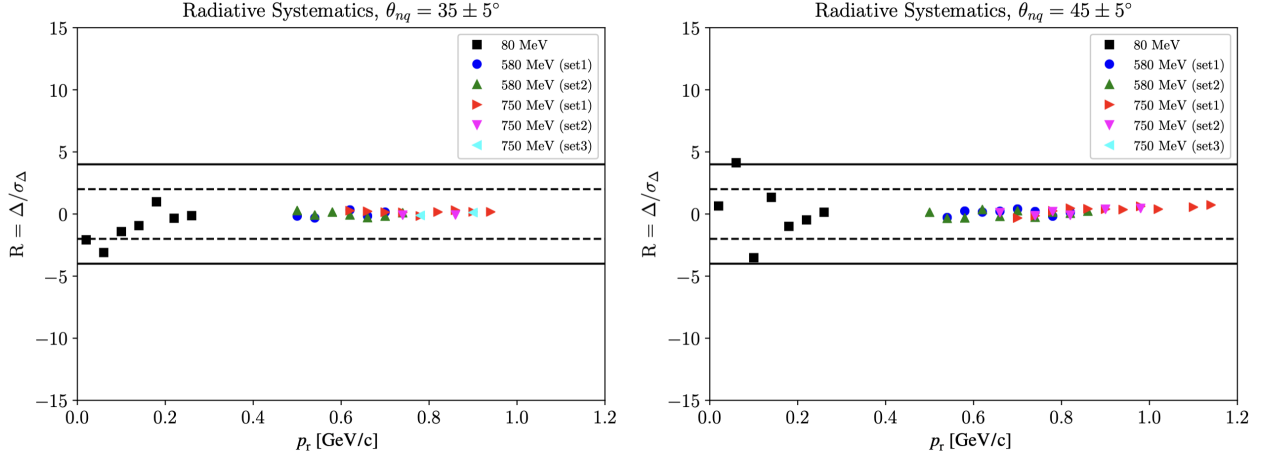 Radiative Systematics, θnq = 35 ± 5°
15
10
5
0
−5
−10
−15
R = Δ/σΔ
80 MeV
580 MeV (set1)
580 MeV (set2)
750 MeV (set1)
750 MeV (set2)
750 MeV (set3)
0.0 0.2 0.4 0.6 0.8 1.0 1.2
pr [GeV/c]
Radiative Systematics, θnq = 45 ± 5°
15
10
5
0
−5
−10
−15
R = Δ/σΔ
80 MeV
580 MeV (set1)
580 MeV (set2)
750 MeV (set1)
750 MeV (set2)
750 MeV (set3)
0.0 0.2 0.4 0.6 0.8 1.0 1.2
pr [GeV/c]